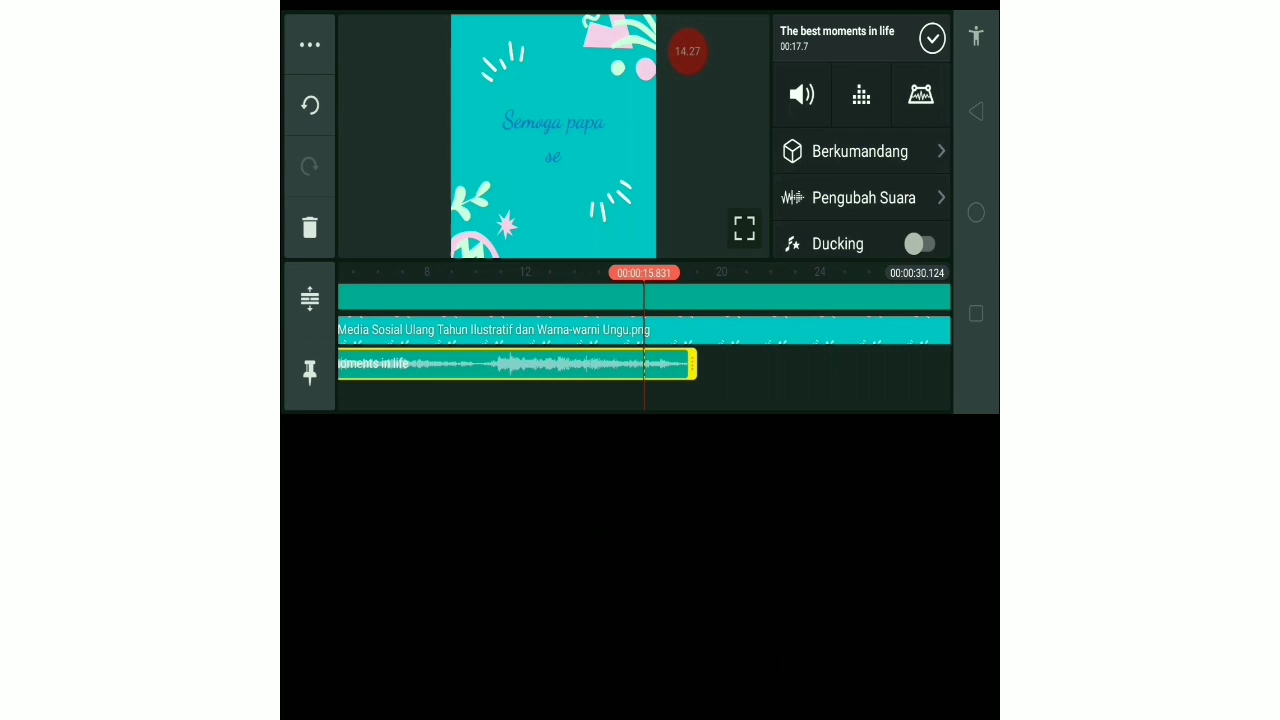 Semoga papa
se
14.27
The best moments in life
00:17.7
Berkumandang
Pengubah Suara
Ducking
8
12
00:00:15.831
20
24
00:00:30.124
Media Sosial Ulang Tahun Ilustratif dan Warna-warni Ungu.png
oments in life